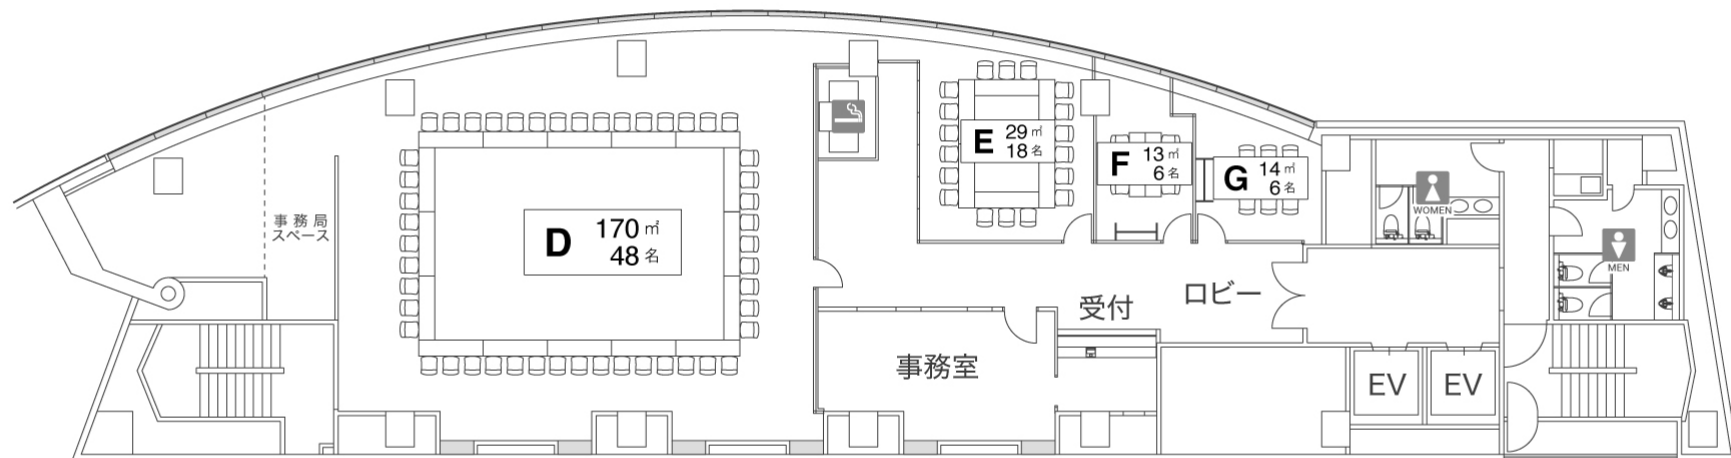 事務局
スペース
D 170㎡
48名
E 29㎡
18名
F 13㎡
6名
G 14㎡
6名
WOMEN
MEN
受付
ロビー
事務室
EV
EV